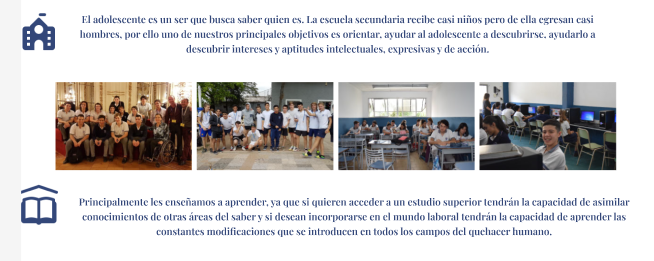 El adolescente es un ser que busca saber quien es. La escuela secundaria recibe casi niños pero de ella egresan casi
hombres, por ello uno de nuestros principales objetivos es orientar, ayudar al adolescente a descubrirse, ayudarlo a
descubrir intereses y aptitudes intelectuales, expresivas y de acción.
Principalmente les enseñamos a aprender, ya que si quieren acceder a un estudio superior tendrán la capacidad de asimilar
conocimientos de otras áreas del saber y si desean incorporarse en el mundo laboral tendrán la capacidad de aprender las
constantes modificaciones que se introducen en todos los campos del quehacer humano.